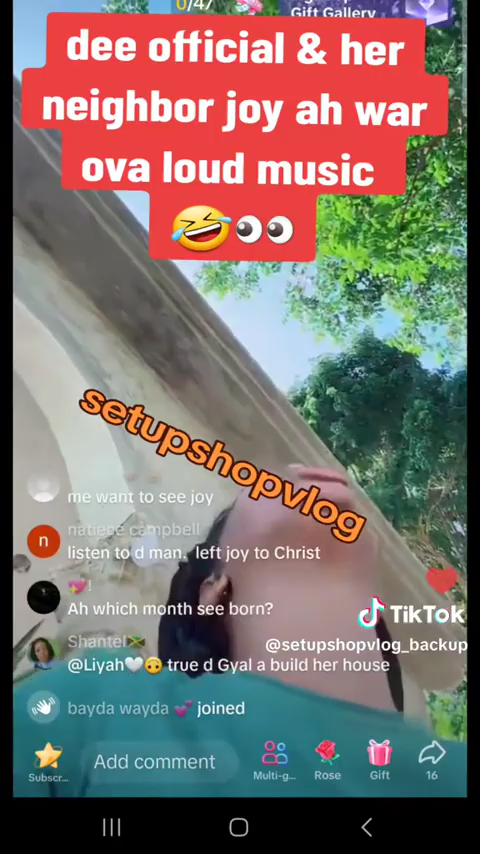 0/47
Gift Gallery
dee official & her
neighbor joy ah war
ova loud music
🤣👀
setupshopvlog
me want to see joy
n
natiece campbell
listen to d man. left joy to Christ
💞!
Ah which month see born?
Shantel🇯🇲
@Liyah🤍🙃 true d Gyal a build her house
TikTok
@setupshopvlog_backup
bayda wayda 💕 joined
Subscr...
Add comment
Multi-g...
Rose
Gift
16